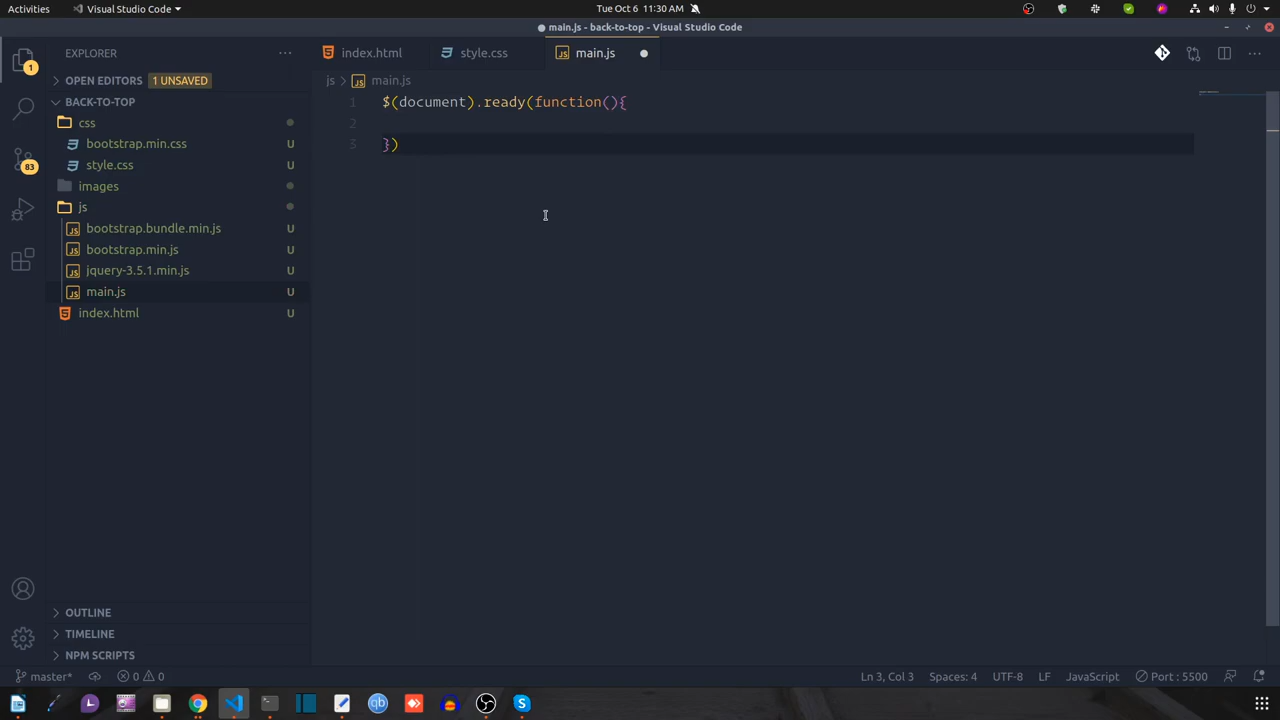 Activities
Visual Studio Code
Tue Oct 6 11:30 AM
● main.js - back-to-top - Visual Studio Code
EXPLORER
index.html
style.css
main.js
OPEN EDITORS
1 UNSAVED
js > main.js
BACK-TO-TOP
1 $(document).ready(function(){
2
3 })
css
bootstrap.min.css U
style.css U
images
js
bootstrap.bundle.min.js U
bootstrap.min.js U
jquery-3.5.1.min.js U
main.js U
index.html U
1
83
OUTLINE
TIMELINE
NPM SCRIPTS
master*
0
0
Ln 3, Col 3
Spaces: 4
UTF-8
LF
JavaScript
Port : 5500
qb